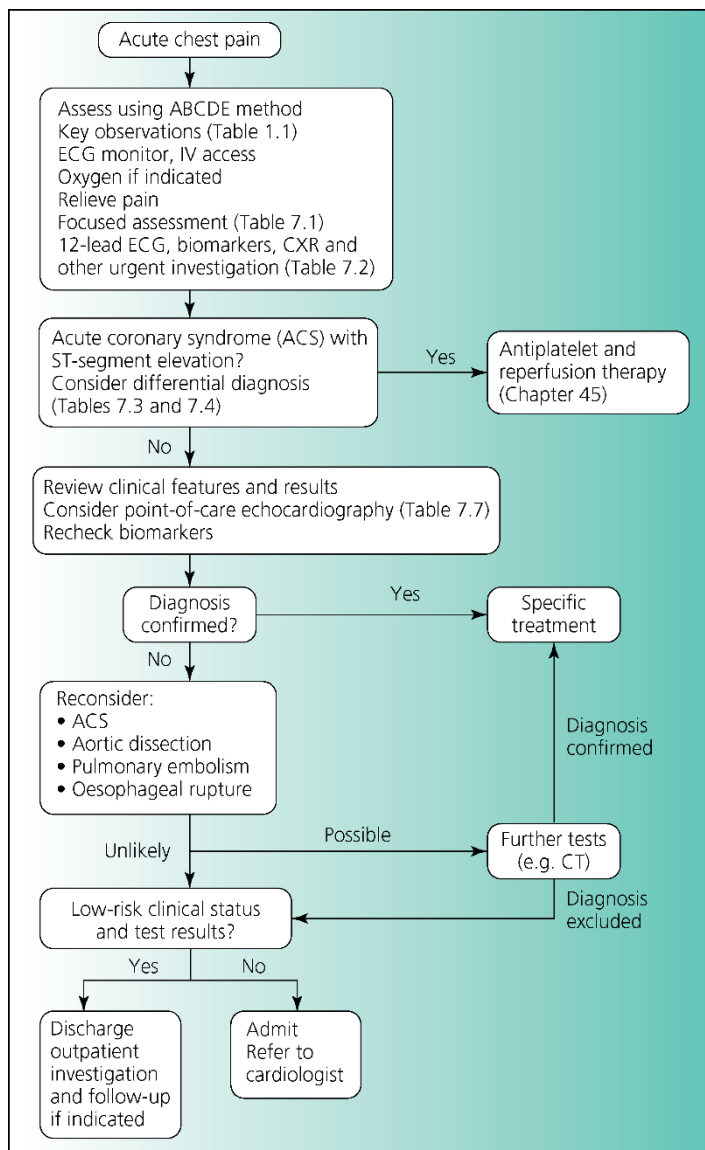 Acute chest pain
Assess using ABCDE method
Key observations (Table 1.1)
ECG monitor, IV access
Oxygen if indicated
Relieve pain
Focused assessment (Table 7.1)
12-lead ECG, biomarkers, CXR and
other urgent investigation (Table 7.2)
Acute coronary syndrome (ACS) with
ST-segment elevation?
Consider differential diagnosis
(Tables 7.3 and 7.4)
Yes
Antiplatelet and
reperfusion therapy
(Chapter 45)
No
Review clinical features and results
Consider point-of-care echocardiography (Table 7.7)
Recheck biomarkers
Diagnosis
confirmed?
Yes
Specific
treatment
No
Reconsider:
• ACS
• Aortic dissection
• Pulmonary embolism
• Oesophageal rupture
Diagnosis
confirmed
Unlikely
Possible
Further tests
(e.g. CT)
Diagnosis
excluded
Low-risk clinical status
and test results?
Yes
No
Discharge
outpatient
investigation
and follow-up
if indicated
Admit
Refer to
cardiologist